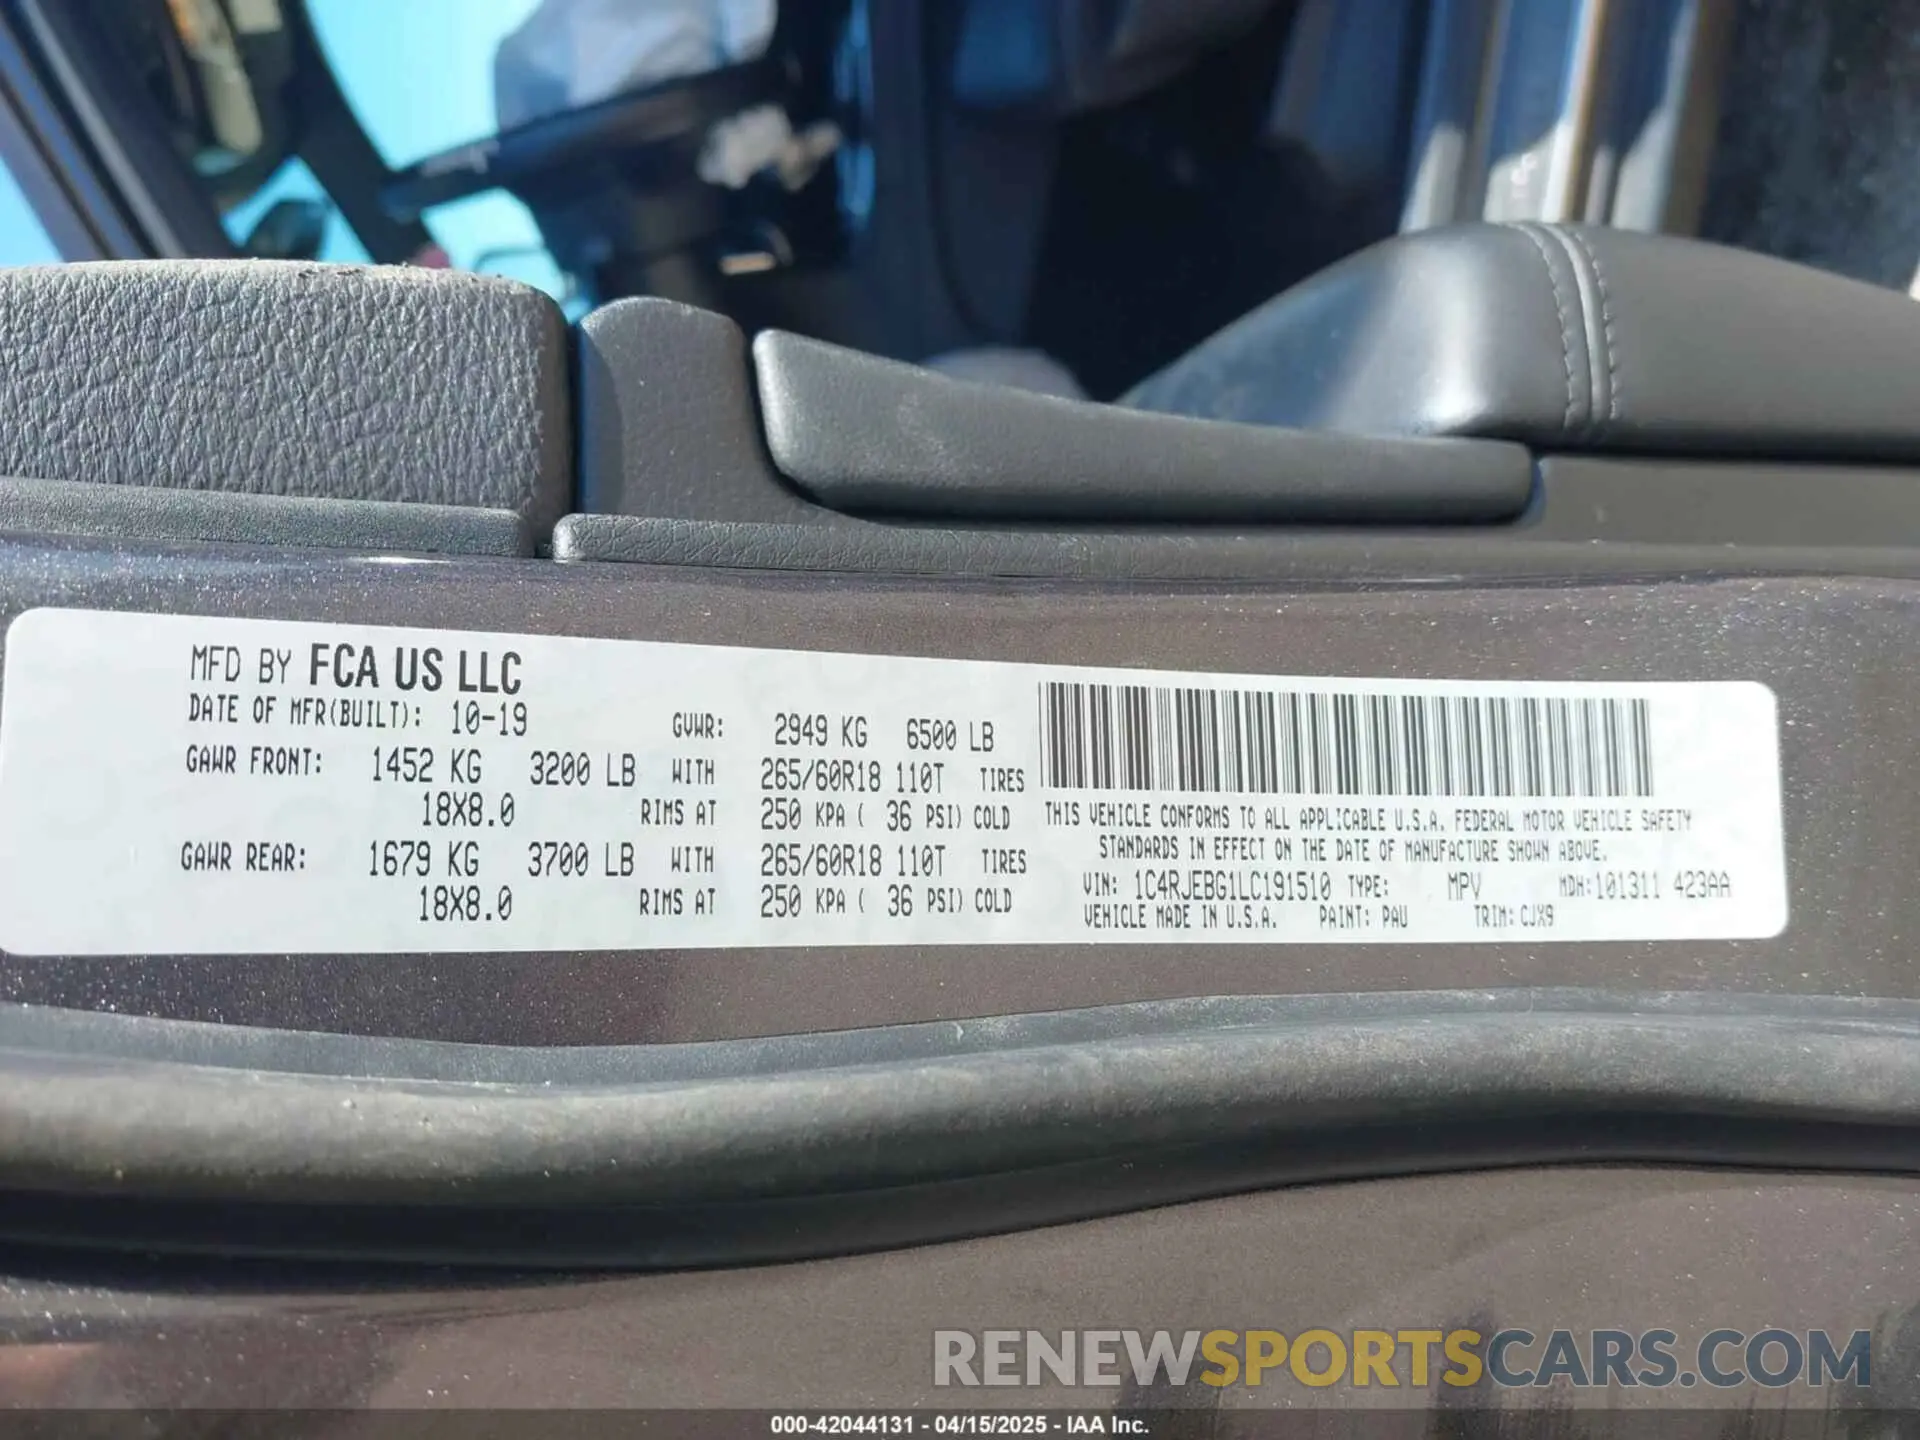 MFD BY FCA US LLC
DATE OF MFR(BUILT): 10-19 GVWR: 2949 KG 6500 LB
GAWR FRONT: 1452 KG 3200 LB WITH 265/60R18 110T TIRES
18X8.0 RIMS AT 250 KPA ( 36 PSI) COLD
GAWR REAR: 1679 KG 3700 LB WITH 265/60R18 110T TIRES
18X8.0 RIMS AT 250 KPA ( 36 PSI) COLD
THIS VEHICLE CONFORMS TO ALL APPLICABLE U.S.A. FEDERAL MOTOR VEHICLE SAFETY
STANDARDS IN EFFECT ON THE DATE OF MANUFACTURE SHOWN ABOVE.
VIN: 1C4RJEBG1LC191510 TYPE: MPV MDH:101311 423AA
VEHICLE MADE IN U.S.A. PAINT: PAU TRIM: CJX9
RENEWSPORTSCARS.COM
000-42044131 - 04/15/2025 - IAA Inc.